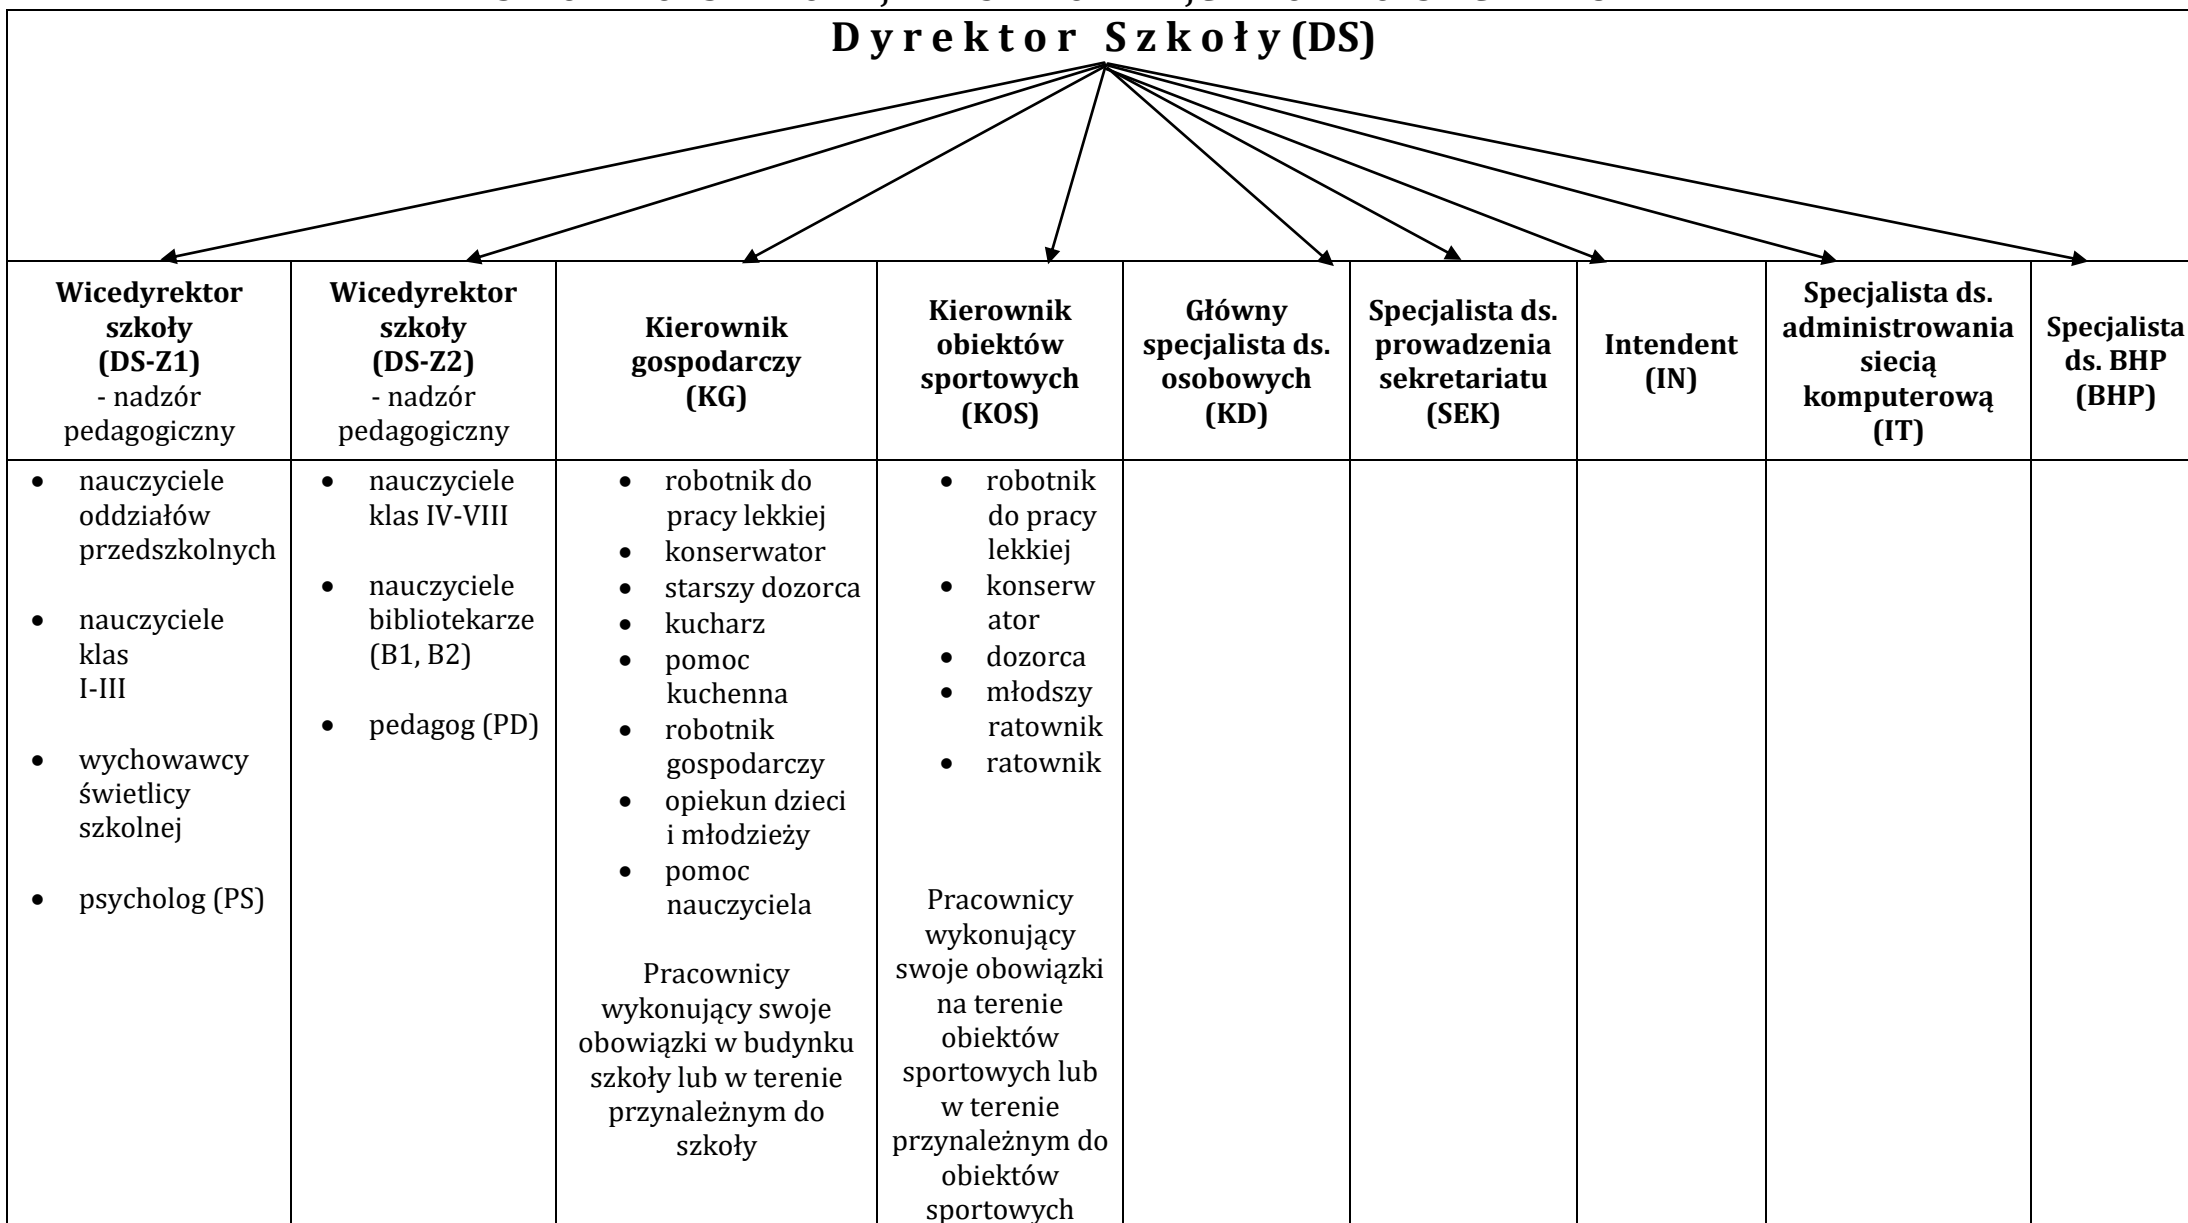 D y r e k t o r S z k o ł y (DS)
Wicedyrektor
szkoły
(DS-Z1)
- nadzór
pedagogiczny
Wicedyrektor
szkoły
(DS-Z2)
- nadzór
pedagogiczny
Kierownik
gospodarczy
(KG)
Kierownik
obiektów
sportowych
(KOS)
Główny
specjalista ds.
osobowych
(KD)
Specjalista ds.
prowadzenia
sekretariatu
(SEK)
Intendent
(IN)
Specjalista ds.
administrowania
siecią
komputerową
(IT)
Specjalista
ds. BHP
(BHP)
• nauczyciele
oddziałów
przedszkolnych
• nauczyciele
klas
I-III
• wychowawcy
świetlicy
szkolnej
• psycholog (PS)
• nauczyciele
klas IV-VIII
• nauczyciele
bibliotekarze
(B1, B2)
• pedagog (PD)
• robotnik do
pracy lekkiej
• konserwator
• starszy dozorca
• kucharz
• pomoc
kuchenna
• robotnik
gospodarczy
• opiekun dzieci
i młodzieży
• pomoc
nauczyciela
Pracownicy
wykonujący swoje
obowiązki w budynku
szkoły lub w terenie
przynależnym do
szkoły
• robotnik
do pracy
lekkiej
• konserw
ator
• dozorca
• młodszy
ratownik
• ratownik
Pracownicy
wykonujący
swoje obowiązki
na terenie
obiektów
sportowych lub
w terenie
przynależnym do
obiektów
sportowych